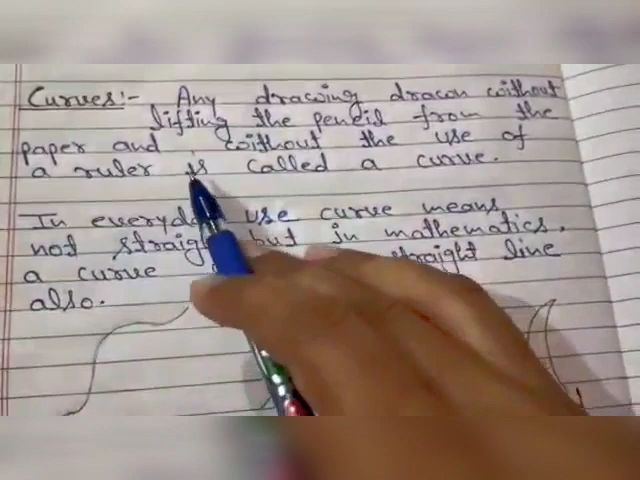 Curves:- Any drawing drawn without
lifting the pencil from the
paper and without the use of
a ruler is called a curve.
In everyday use curve means
not straight but in mathematics,
a curve straight line
also.